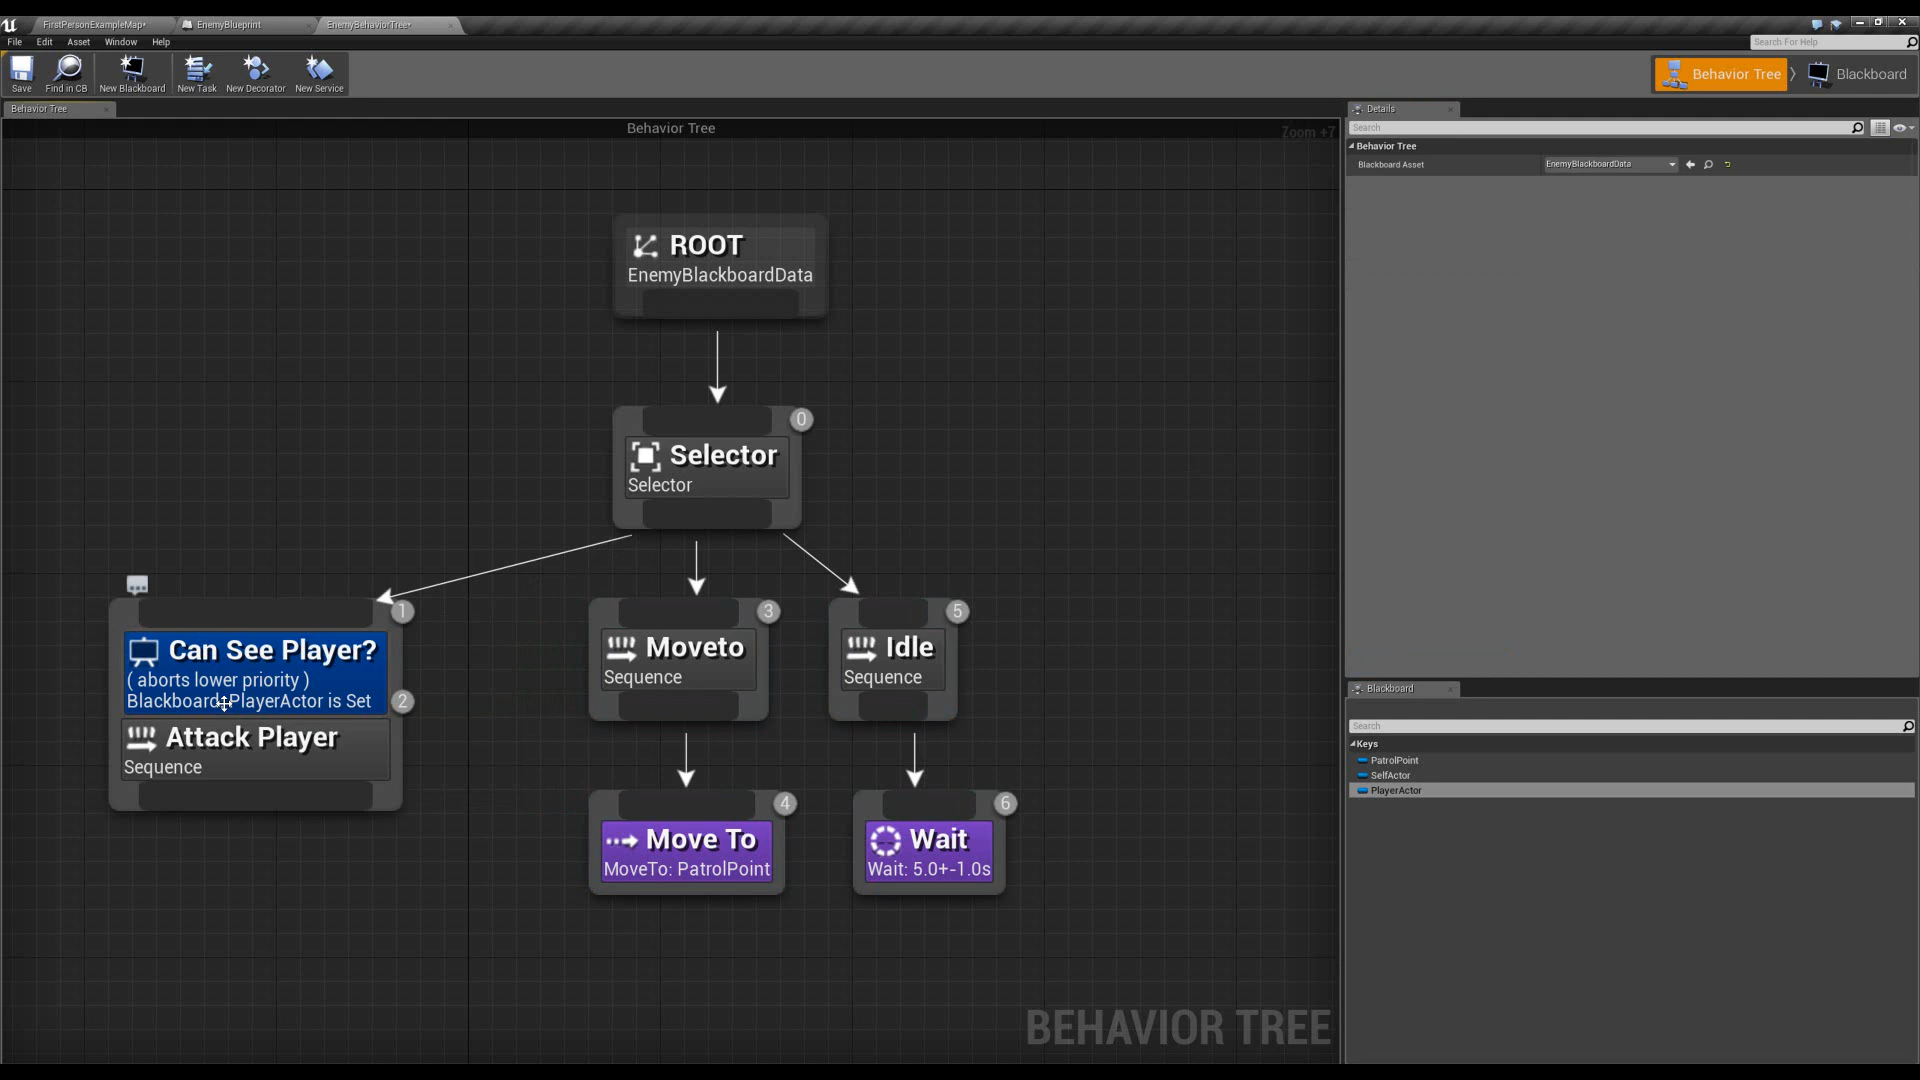 FirstPersonExampleMap*
EnemyBlueprint
EnemyBehaviorTree*
File Edit Asset Window Help
Search For Help
Save
Find in CB
New Blackboard
New Task
New Decorator
New Service
Behavior Tree
Blackboard
Behavior Tree
Behavior Tree
Zoom +7
ROOT
EnemyBlackboardData
0
Selector
Selector
1
Can See Player?
( aborts lower priority )
Blackboard: PlayerActor is Set
2
Attack Player
Sequence
3
Moveto
Sequence
5
Idle
Sequence
4
Move To
MoveTo: PatrolPoint
6
Wait
Wait: 5.0+-1.0s
BEHAVIOR TREE
Details
Search
Behavior Tree
Blackboard Asset
EnemyBlackboardData
Blackboard
Search
Keys
PatrolPoint
SelfActor
PlayerActor